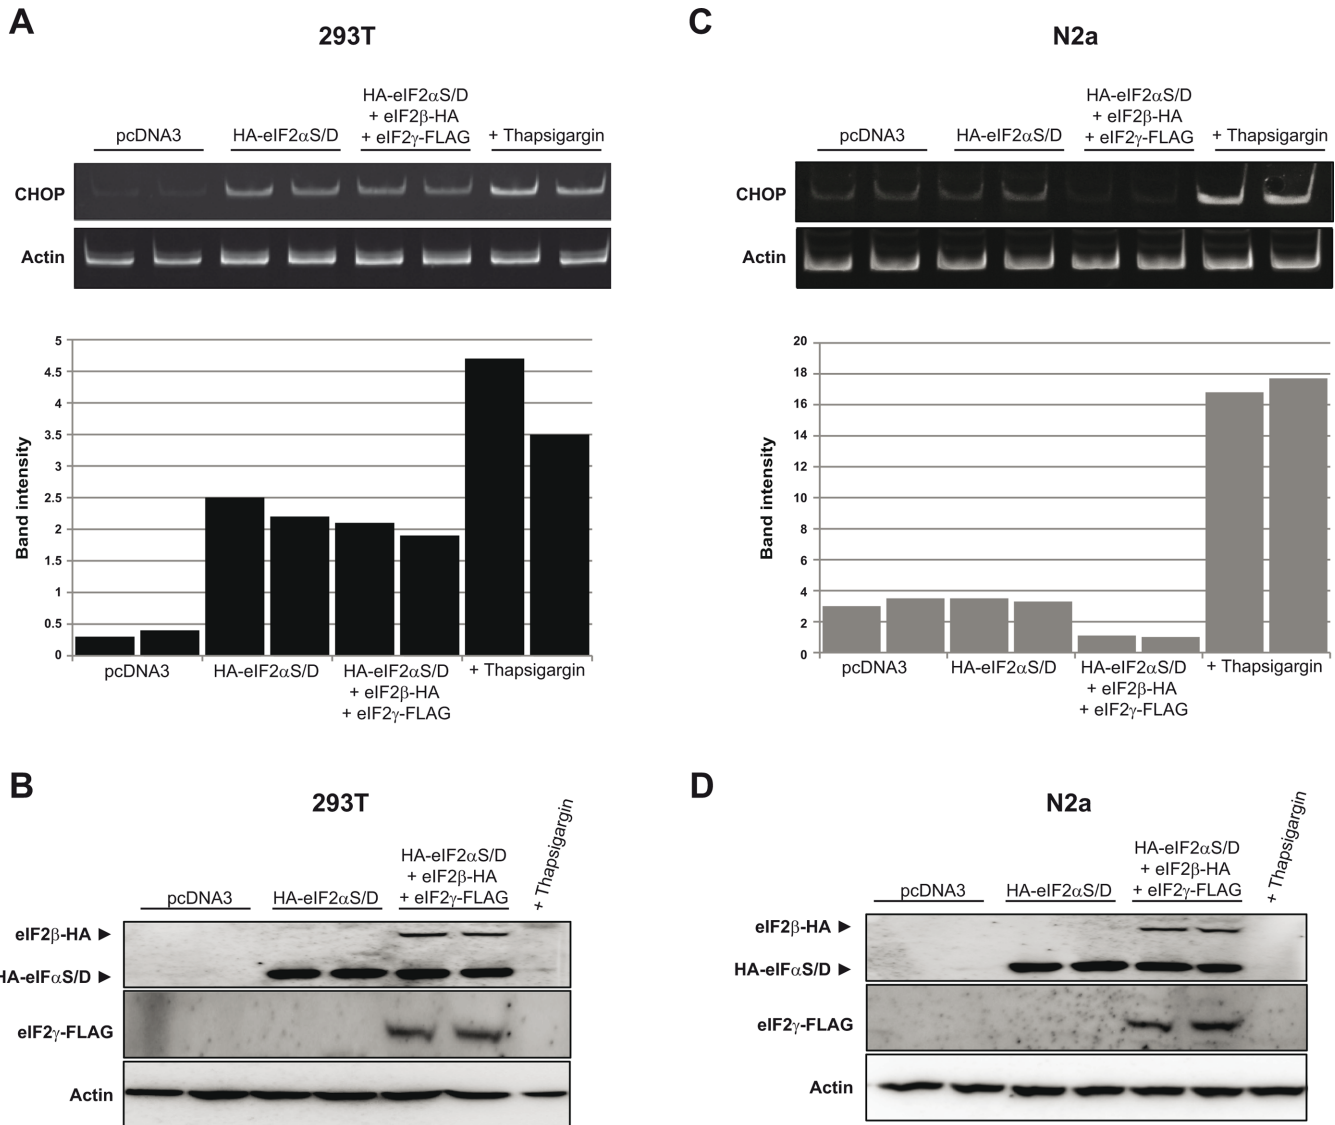 A
293T
pcDNA3
HA-eIF2αS/D
HA-eIF2αS/D
+ eIF2β-HA
+ eIF2γ-FLAG
+ Thapsigargin
CHOP
Actin
Band intensity
5
4.5
4
3.5
3
2.5
2
1.5
1
0.5
0
pcDNA3
HA-eIF2αS/D
HA-eIF2αS/D
+ eIF2β-HA
+ eIF2γ-FLAG
+ Thapsigargin
B
293T
pcDNA3
HA-eIF2αS/D
HA-eIF2αS/D
+ eIF2β-HA
+ eIF2γ-FLAG
+ Thapsigargin
eIF2β-HA
HA-eIFαS/D
eIF2γ-FLAG
Actin
C
N2a
pcDNA3
HA-eIF2αS/D
HA-eIF2αS/D
+ eIF2β-HA
+ eIF2γ-FLAG
+ Thapsigargin
CHOP
Actin
Band intensity
20
18
16
14
12
10
8
6
4
2
0
pcDNA3
HA-eIF2αS/D
HA-eIF2αS/D
+ eIF2β-HA
+ eIF2γ-FLAG
+ Thapsigargin
D
N2a
pcDNA3
HA-eIF2αS/D
HA-eIF2αS/D
+ eIF2β-HA
+ eIF2γ-FLAG
+ Thapsigargin
eIF2β-HA
HA-eIFαS/D
eIF2γ-FLAG
Actin